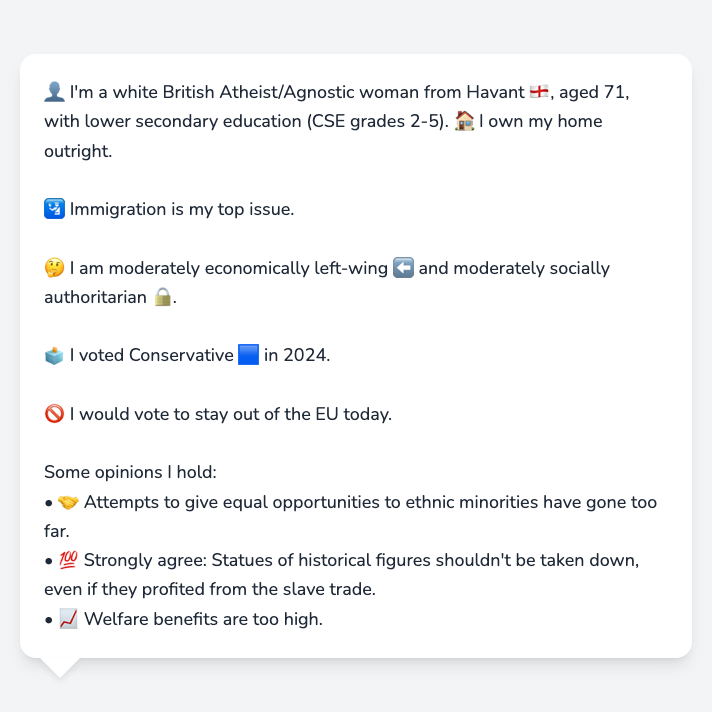 👤 I'm a white British Atheist/Agnostic woman from Havant 🏴󠁧󠁢󠁥󠁮󠁧󠁿, aged 71,
with lower secondary education (CSE grades 2-5). 🏠 I own my home
outright.
🛂 Immigration is my top issue.
🤔 I am moderately economically left-wing ⬅️ and moderately socially
authoritarian 🔒.
🗳️ I voted Conservative 🟦 in 2024.
🚫 I would vote to stay out of the EU today.
Some opinions I hold:
• 🤝 Attempts to give equal opportunities to ethnic minorities have gone too
far.
• 💯 Strongly agree: Statues of historical figures shouldn't be taken down,
even if they profited from the slave trade.
• 📈 Welfare benefits are too high.